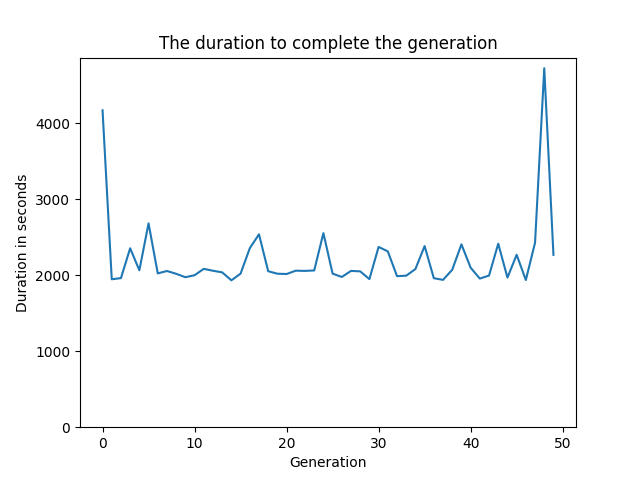 The duration to complete the generation
4000
3000
2000
1000
0
Duration in seconds
0 10 20 30 40 50
Generation